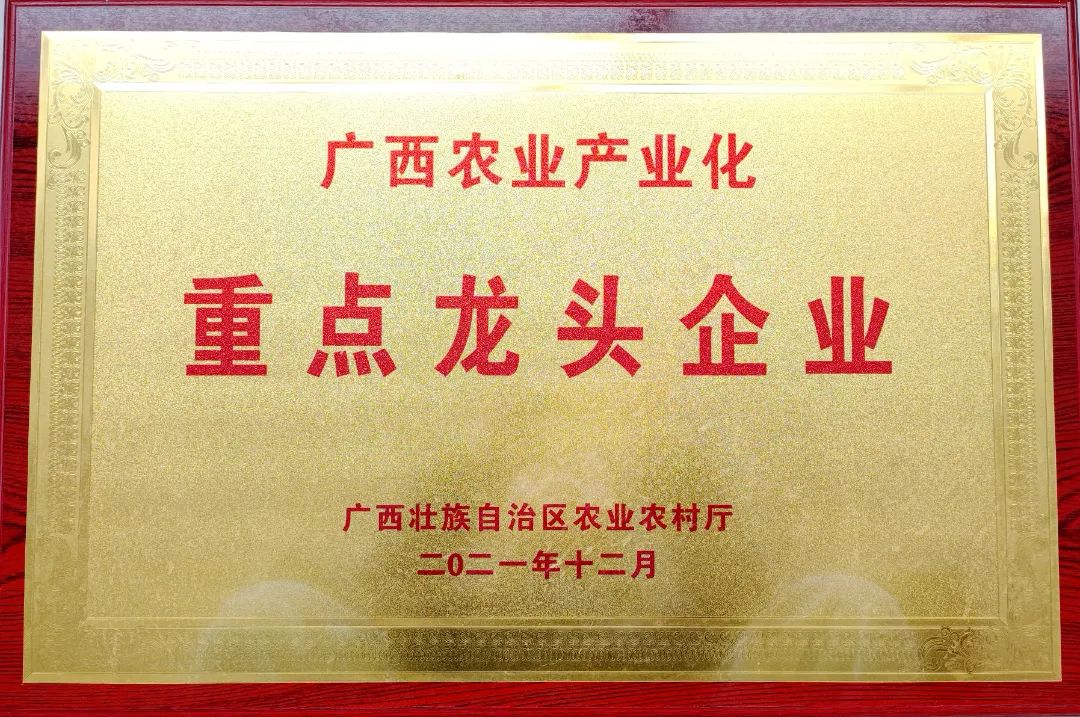 广西农业产业化
重点龙头企业
广西壮族自治区农业农村厅
二0二一年十二月